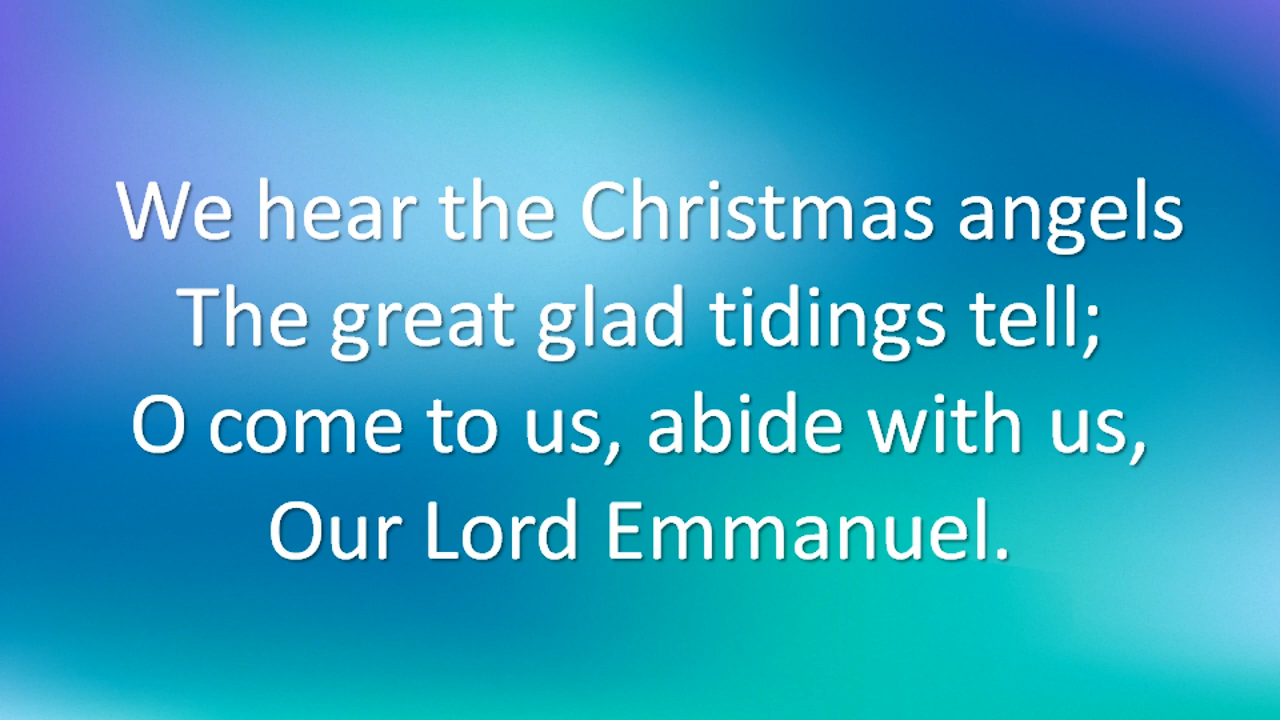 We hear the Christmas angels
The great glad tidings tell;
O come to us, abide with us,
Our Lord Emmanuel.